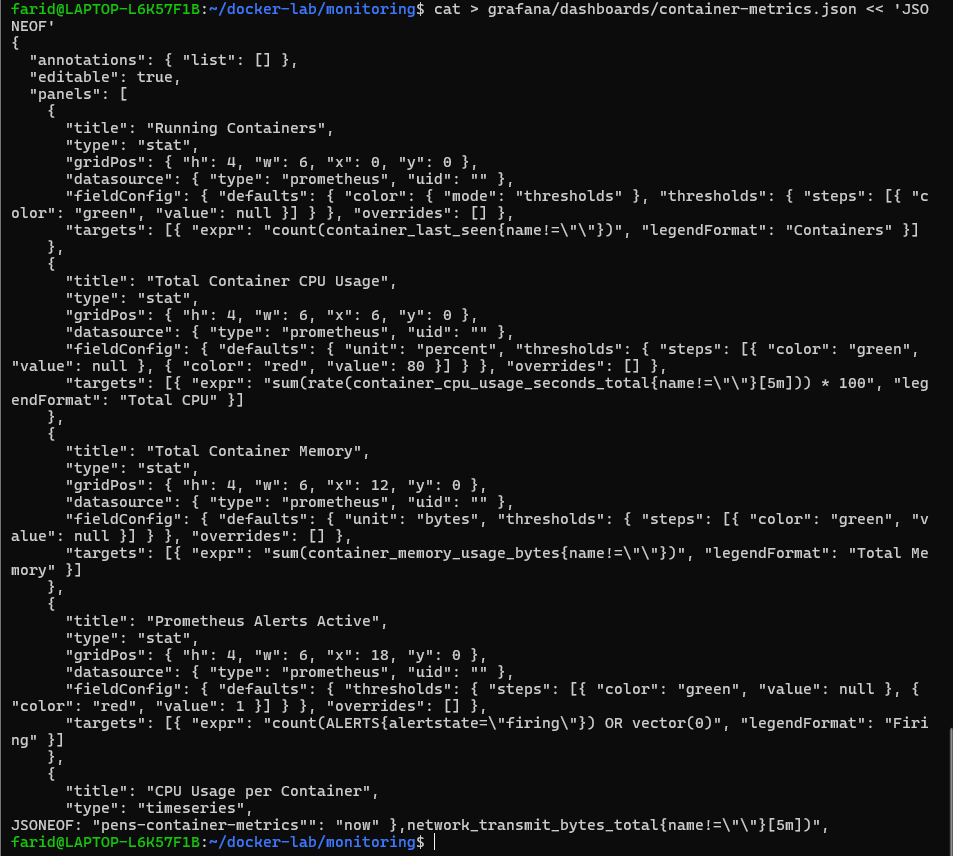 farid@LAPTOP-L6K57F1B:~/docker-lab/monitoring$ cat > grafana/dashboards/container-metrics.json << 'JSO
NEOF'
{
  "annotations": { "list": [] },
  "editable": true,
  "panels": [
    {
      "title": "Running Containers",
      "type": "stat",
      "gridPos": { "h": 4, "w": 6, "x": 0, "y": 0 },
      "datasource": { "type": "prometheus", "uid": "" },
      "fieldConfig": { "defaults": { "color": { "mode": "thresholds" }, "thresholds": { "steps": [{ "c
olor": "green", "value": null }] } }, "overrides": [] },
      "targets": [{ "expr": "count(container_last_seen{name!=\"\"})", "legendFormat": "Containers" }]
    },
    {
      "title": "Total Container CPU Usage",
      "type": "stat",
      "gridPos": { "h": 4, "w": 6, "x": 6, "y": 0 },
      "datasource": { "type": "prometheus", "uid": "" },
      "fieldConfig": { "defaults": { "unit": "percent", "thresholds": { "steps": [{ "color": "green",
"value": null }, { "color": "red", "value": 80 }] } }, "overrides": [] },
      "targets": [{ "expr": "sum(rate(container_cpu_usage_seconds_total{name!=\"\"}[5m])) * 100", "leg
endFormat": "Total CPU" }]
    },
    {
      "title": "Total Container Memory",
      "type": "stat",
      "gridPos": { "h": 4, "w": 6, "x": 12, "y": 0 },
      "datasource": { "type": "prometheus", "uid": "" },
      "fieldConfig": { "defaults": { "unit": "bytes", "thresholds": { "steps": [{ "color": "green", "v
alue": null }] } }, "overrides": [] },
      "targets": [{ "expr": "sum(container_memory_usage_bytes{name!=\"\"})", "legendFormat": "Total Me
mory" }]
    },
    {
      "title": "Prometheus Alerts Active",
      "type": "stat",
      "gridPos": { "h": 4, "w": 6, "x": 18, "y": 0 },
      "datasource": { "type": "prometheus", "uid": "" },
      "fieldConfig": { "defaults": { "thresholds": { "steps": [{ "color": "green", "value": null }, {
"color": "red", "value": 1 }] } }, "overrides": [] },
      "targets": [{ "expr": "count(ALERTS{alertstate=\"firing\"}) OR vector(0)", "legendFormat": "Firi
ng" }]
    },
    {
      "title": "CPU Usage per Container",
      "type": "timeseries",
JSONEOF: "pens-container-metrics"": "now" },network_transmit_bytes_total{name!=\"\"}[5m])",
farid@LAPTOP-L6K57F1B:~/docker-lab/monitoring$